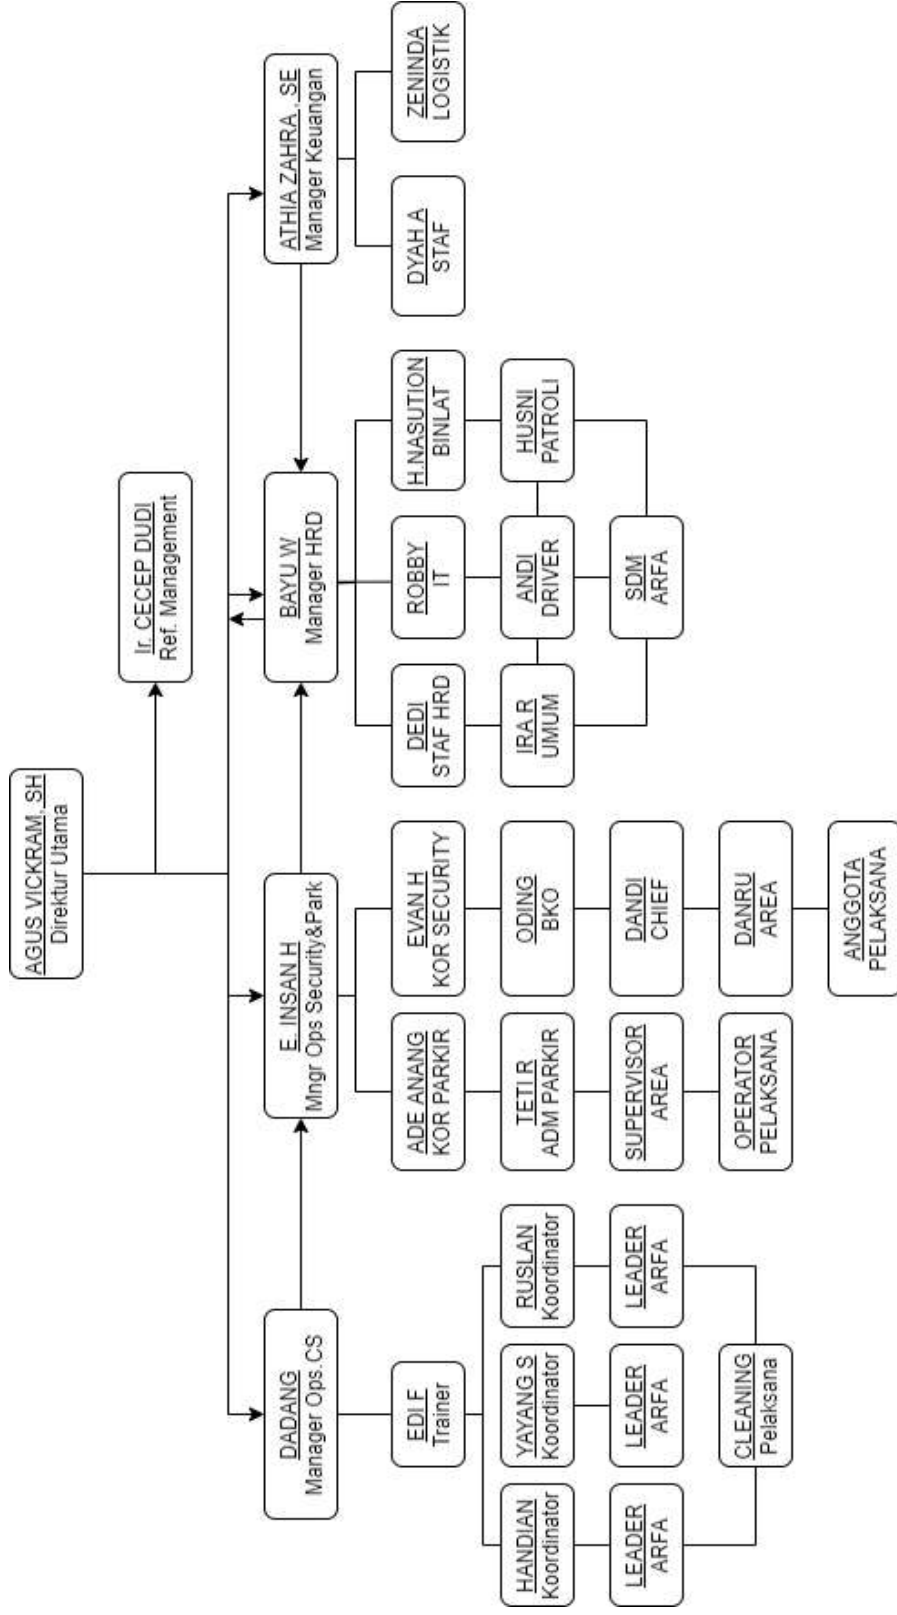 AGUS VICKRAM, SH
Direktur Utama
Ir. CECEP DUDI
Ref. Management
DADANG
Manager Ops.CS
E. INSAN H
Mngr Ops Security&Park
BAYU W
Manager HRD
ATHIA ZAHRA , SE
Manager Keuangan
EDI F
Trainer
ADE ANANG
KOR PARKIR
EVAN H
KOR SECURITY
DEDI
STAF HRD
ROBBY
IT
H.NASUTION
BINLAT
DYAH A
STAF
ZENINDA
LOGISTIK
HANDIAN
Koordinator
YAYANG S
Koordinator
RUSLAN
Koordinator
TETI R
ADM PARKIR
ODING
BKO
IRA R
UMUM
ANDI
DRIVER
HUSNI
PATROLI
LEADER
ARFA
LEADER
ARFA
LEADER
ARFA
SUPERVISOR
AREA
DANDI
CHIEF
SDM
ARFA
CLEANING
Pelaksana
OPERATOR
PELAKSANA
DANRU
AREA
ANGGOTA
PELAKSANA